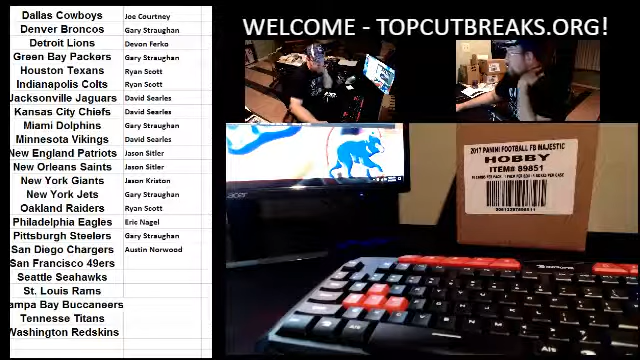 WELCOME - TOPCUTBREAKS.ORG!
Dallas Cowboys Joe Courtney
Denver Broncos Gary Straughan
Detroit Lions Devon Ferko
Green Bay Packers Gary Straughan
Houston Texans Ryan Scott
Indianapolis Colts Ryan Scott
Jacksonville Jaguars David Searles
Kansas City Chiefs David Searles
Miami Dolphins Gary Straughan
Minnesota Vikings David Searles
New England Patriots Jason Sitler
New Orleans Saints Jason Sitler
New York Giants Jason Kriston
New York Jets Gary Straughan
Oakland Raiders Ryan Scott
Philadelphia Eagles Eric Nagel
Pittsburgh Steelers Gary Straughan
San Diego Chargers Austin Norwood
San Francisco 49ers
Seattle Seahawks
St. Louis Rams
ampa Bay Buccaneers
Tennesse Titans
Washington Redskins
2017 PANINI FOOTBALL FB MAJESTIC
HOBBY
ITEM# 89851
acer